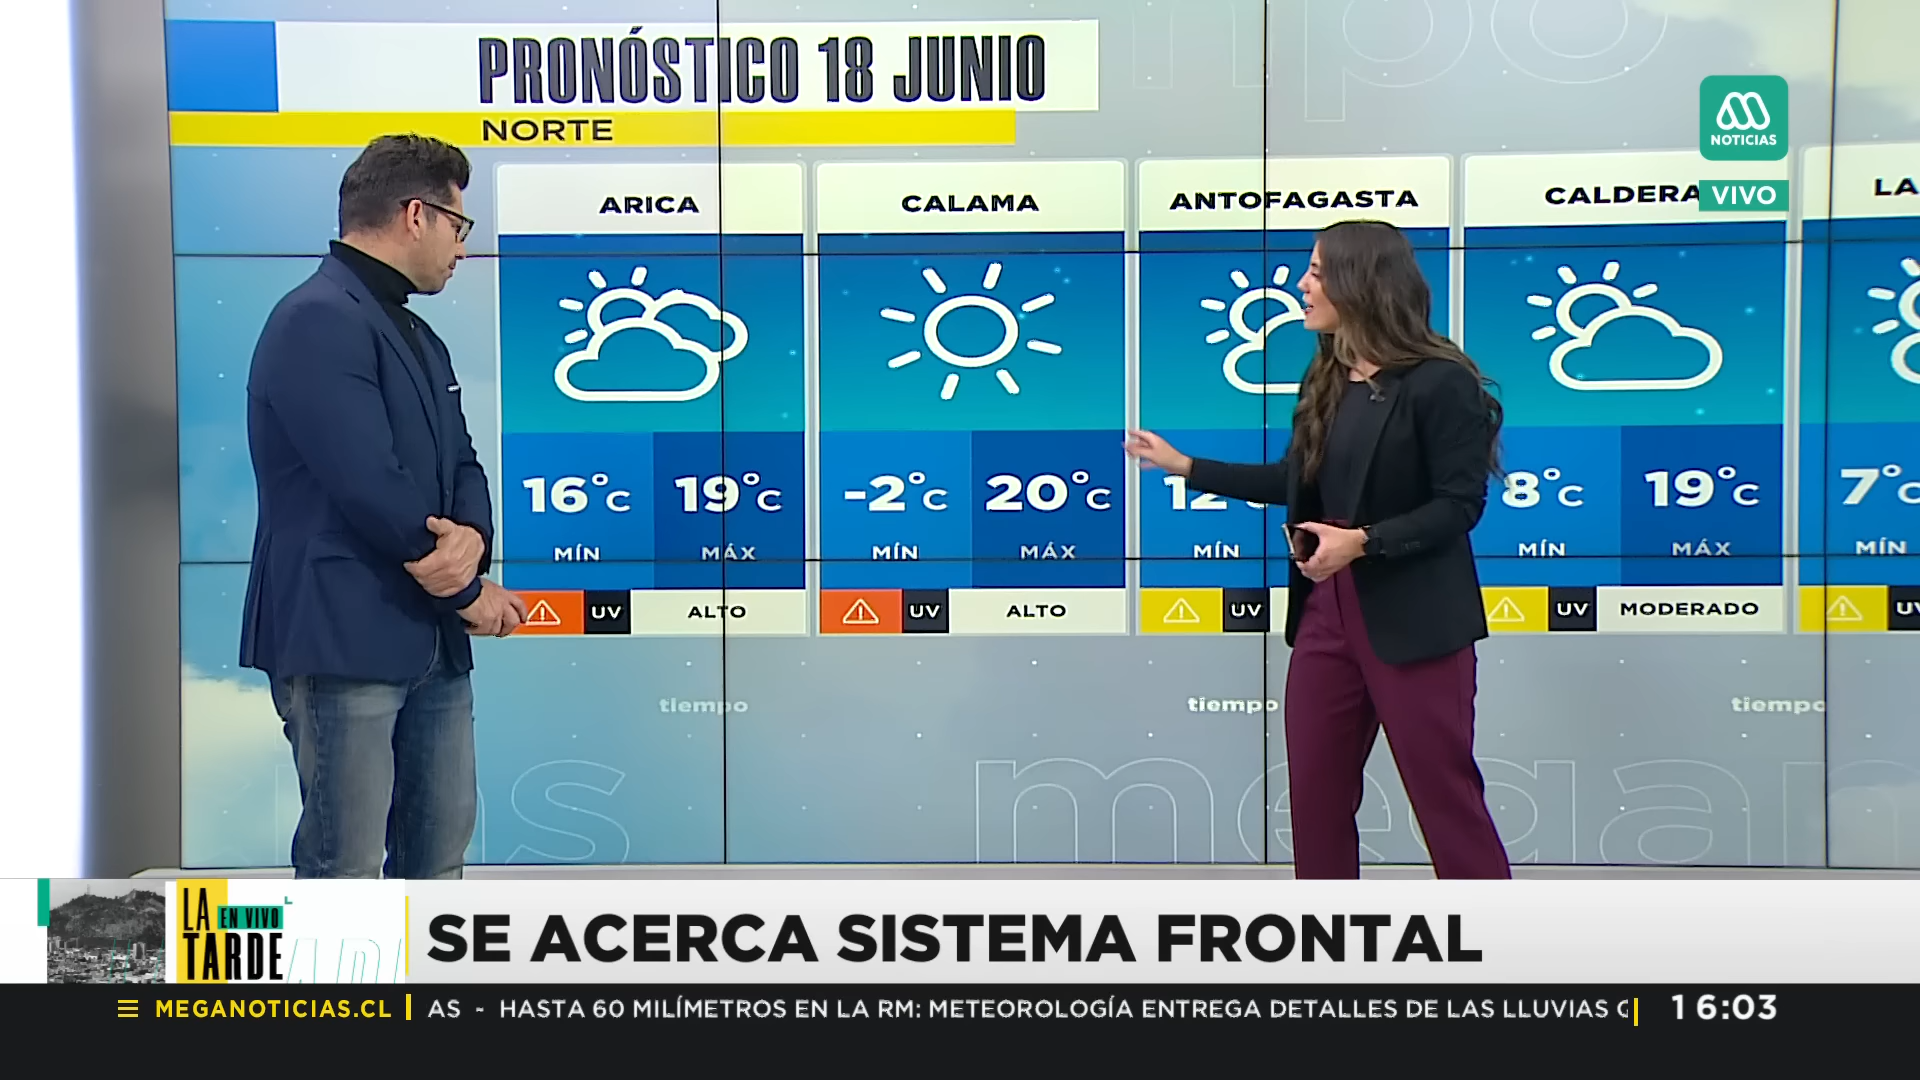 PRONÓSTICO 18 JUNIO
NORTE
NOTICIAS
VIVO
ARICA
CALAMA
ANTOFAGASTA
CALDERA
LA
16°C
19°C
-2°C
20°C
12
8°C
19°C
7°C
MÍN
MÁX
MÍN
MÁX
MÍN
MÍN
MÁX
MÍN
UV
ALTO
UV
ALTO
UV
UV
MODERADO
UV
tiempo
tiempo
tiempo
LA
EN VIVO
TARDE
SE ACERCA SISTEMA FRONTAL
MEGANOTICIAS.CL
AS - HASTA 60 MILÍMETROS EN LA RM: METEOROLOGÍA ENTREGA DETALLES DE LAS LLUVIAS
16:03